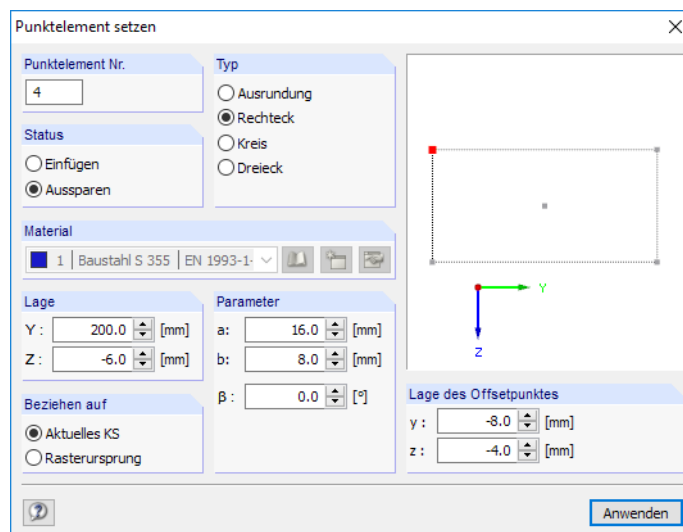 Punktelement setzen
Punktelement Nr.
4
Typ
Ausrundung
Rechteck
Kreis
Dreieck
Status
Einfügen
Aussparen
Material
1 Baustahl S 355 EN 1993-1-
Lage
Y : 200.0 [mm]
Z : -6.0 [mm]
Parameter
a: 16.0 [mm]
b: 8.0 [mm]
β : 0.0 [°]
Beziehen auf
Aktuelles KS
Rasterursprung
Y
Z
Lage des Offsetpunktes
y : -8.0 [mm]
z : -4.0 [mm]
Anwenden